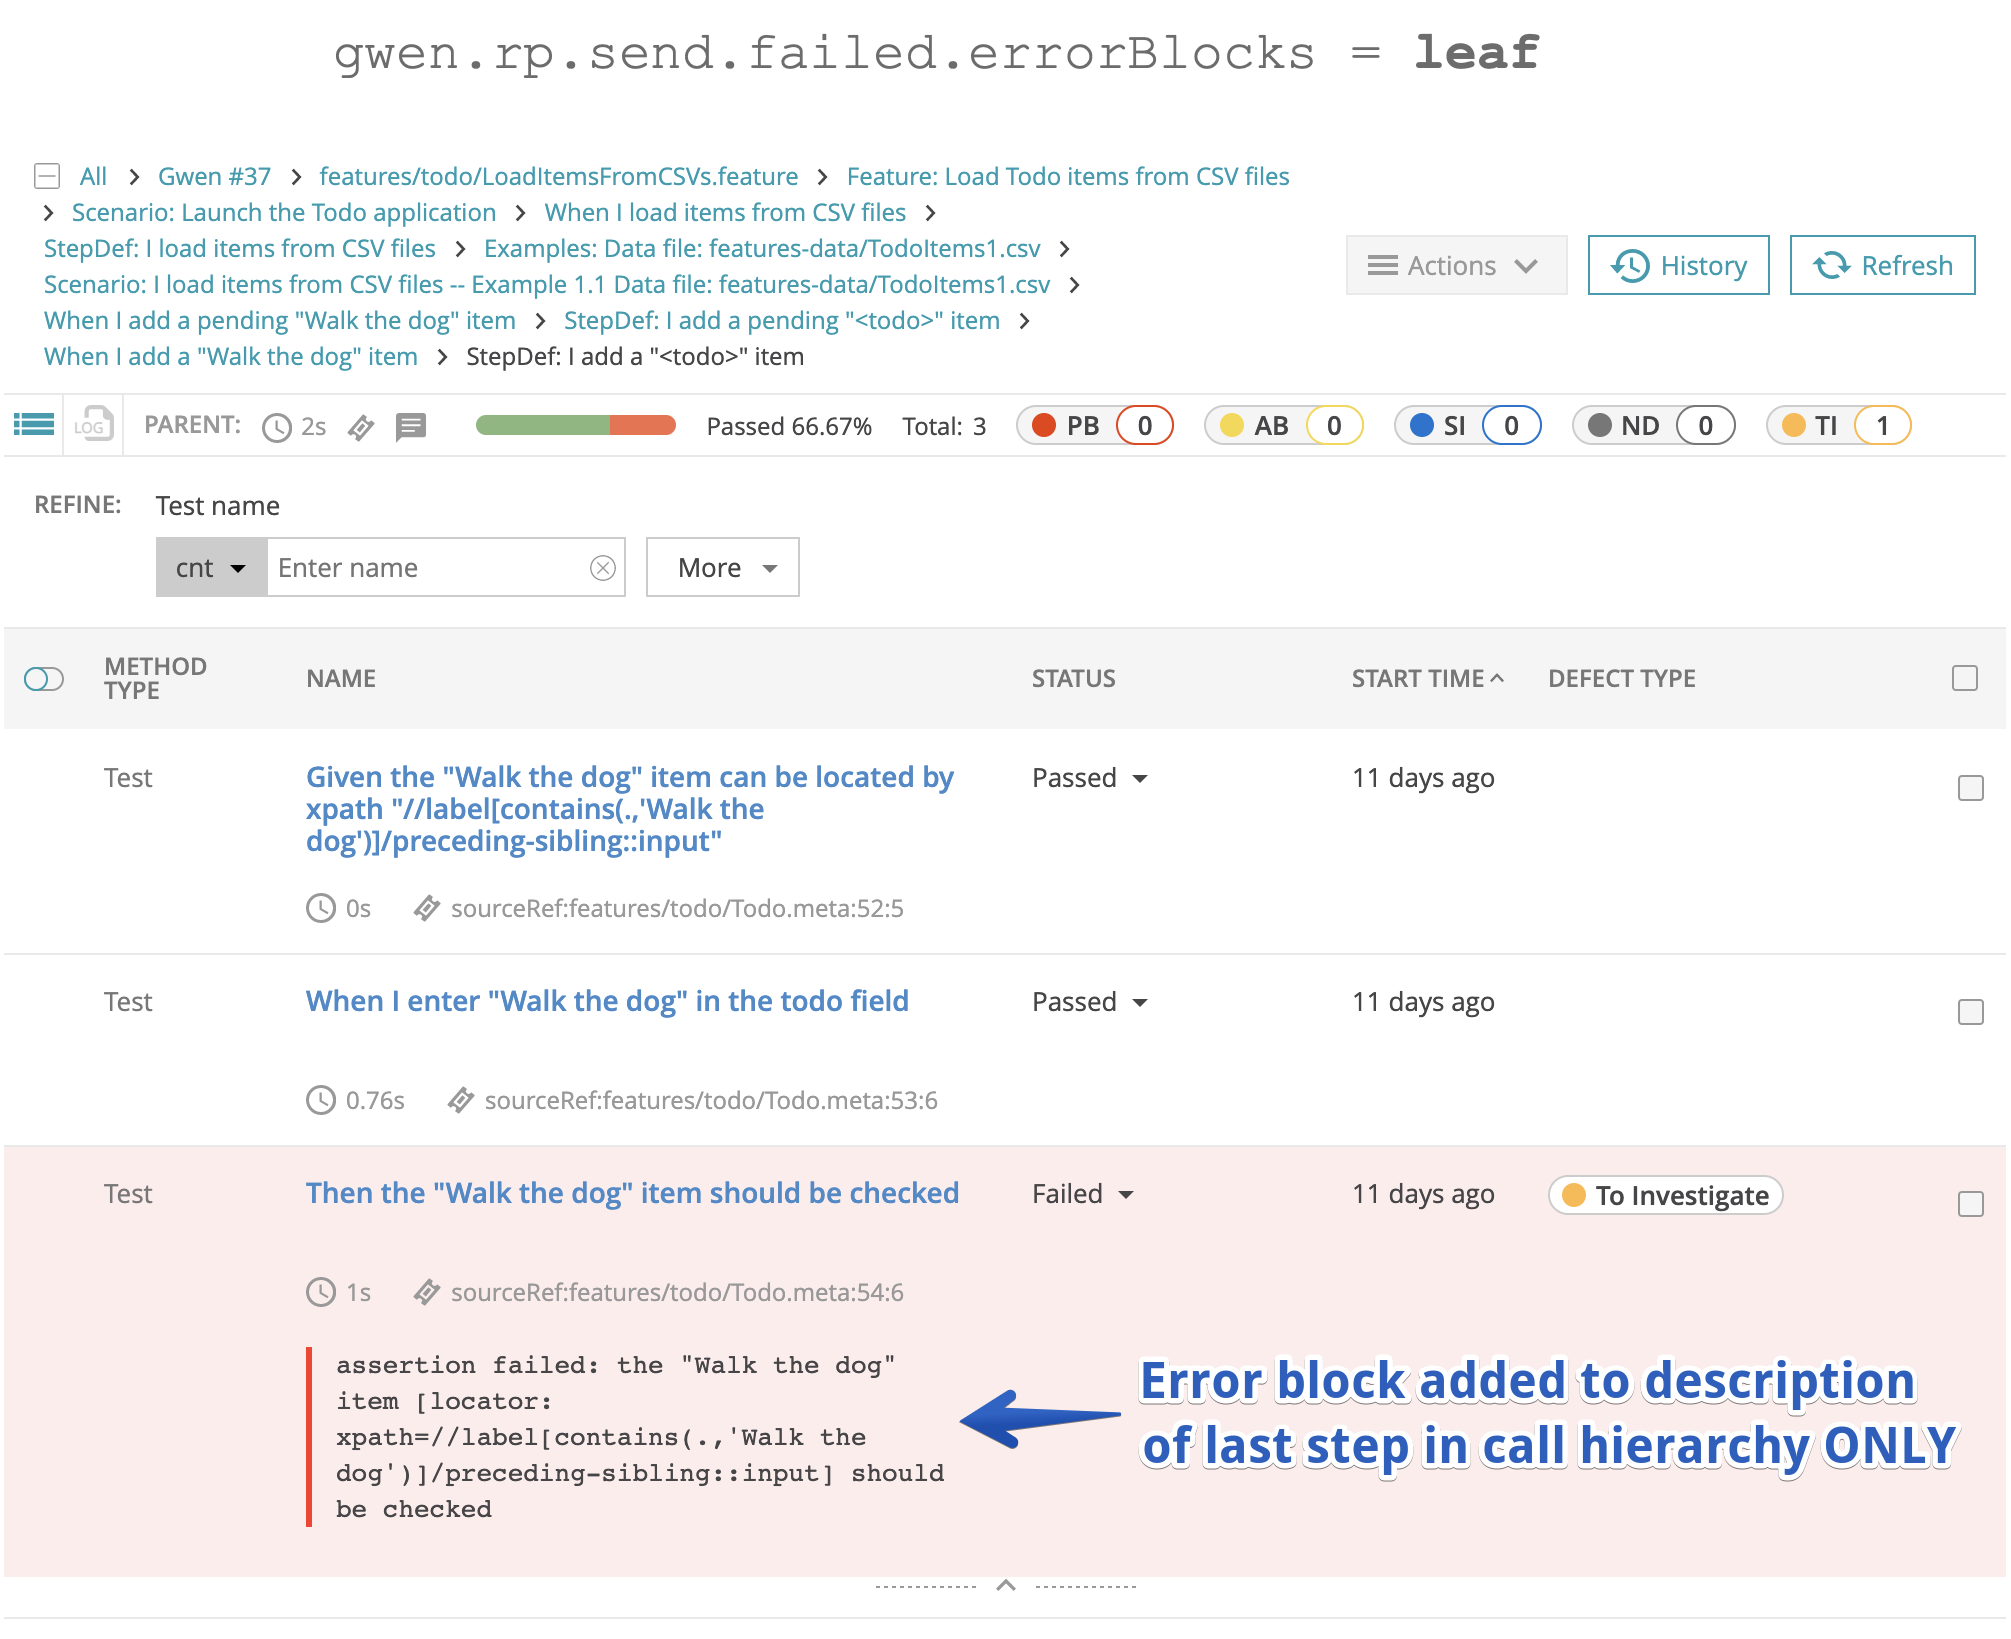 gwen.rp.send.failed.errorBlocks = leaf
All > Gwen #37 > features/todo/LoadItemsFromCSVs.feature > Feature: Load Todo items from CSV files
> Scenario: Launch the Todo application > When I load items from CSV files >
StepDef: I load items from CSV files > Examples: Data file: features-data/TodoItems1.csv >
Scenario: I load items from CSV files -- Example 1.1 Data file: features-data/TodoItems1.csv >
When I add a pending "Walk the dog" item > StepDef: I add a pending "<todo>" item >
When I add a "Walk the dog" item > StepDef: I add a "<todo>" item
Actions History Refresh
LOG PARENT: 2s Passed 66.67% Total: 3 PB 0 AB 0 SI 0 ND 0 TI 1
REFINE: Test name
cnt Enter name More
METHOD TYPE NAME STATUS START TIME DEFECT TYPE
Test Given the "Walk the dog" item can be located by Passed 11 days ago
xpath "//label[contains(.,'Walk the
dog')]/preceding-sibling::input"
0s sourceRef:features/todo/Todo.meta:52:5
Test When I enter "Walk the dog" in the todo field Passed 11 days ago
0.76s sourceRef:features/todo/Todo.meta:53:6
Test Then the "Walk the dog" item should be checked Failed 11 days ago To Investigate
1s sourceRef:features/todo/Todo.meta:54:6
assertion failed: the "Walk the dog"
item [locator:
xpath=//label[contains(.,'Walk the
dog')]/preceding-sibling::input] should
be checked
Error block added to description
of last step in call hierarchy ONLY